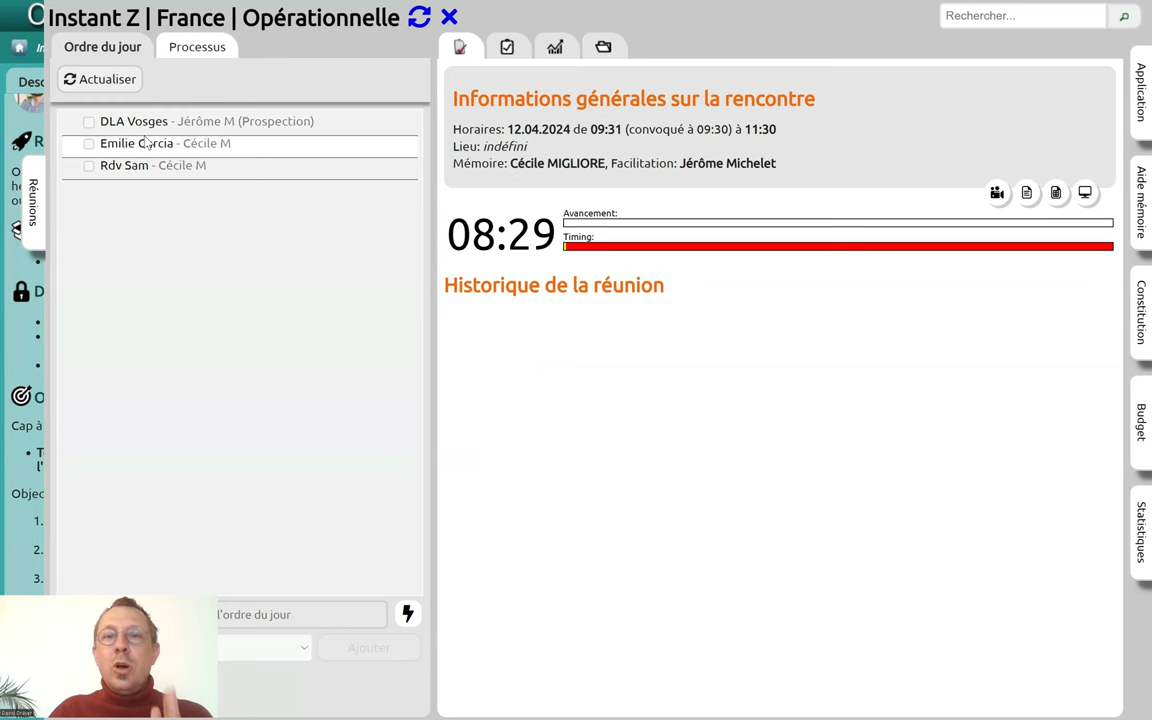 Instant Z | France | Opérationnelle
Rechercher...
Ordre du jour
Processus
Desc
Actualiser
DLA Vosges - Jérôme M (Prospection)
Emilie Garcia - Cécile M
Rdv Sam - Cécile M
Réunions
R
D
O
Cap à
Objec
1.
2.
3.
l'ordre du jour
Ajouter
Informations générales sur la rencontre
Horaires: 12.04.2024 de 09:31 (convoqué à 09:30) à 11:30
Lieu: indéfini
Mémoire: Cécile MIGLIORE, Facilitation: Jérôme Michelet
08:29
Avancement:
Timing:
Historique de la réunion
Application
Aide mémoire
Constitution
Budget
Statistiques